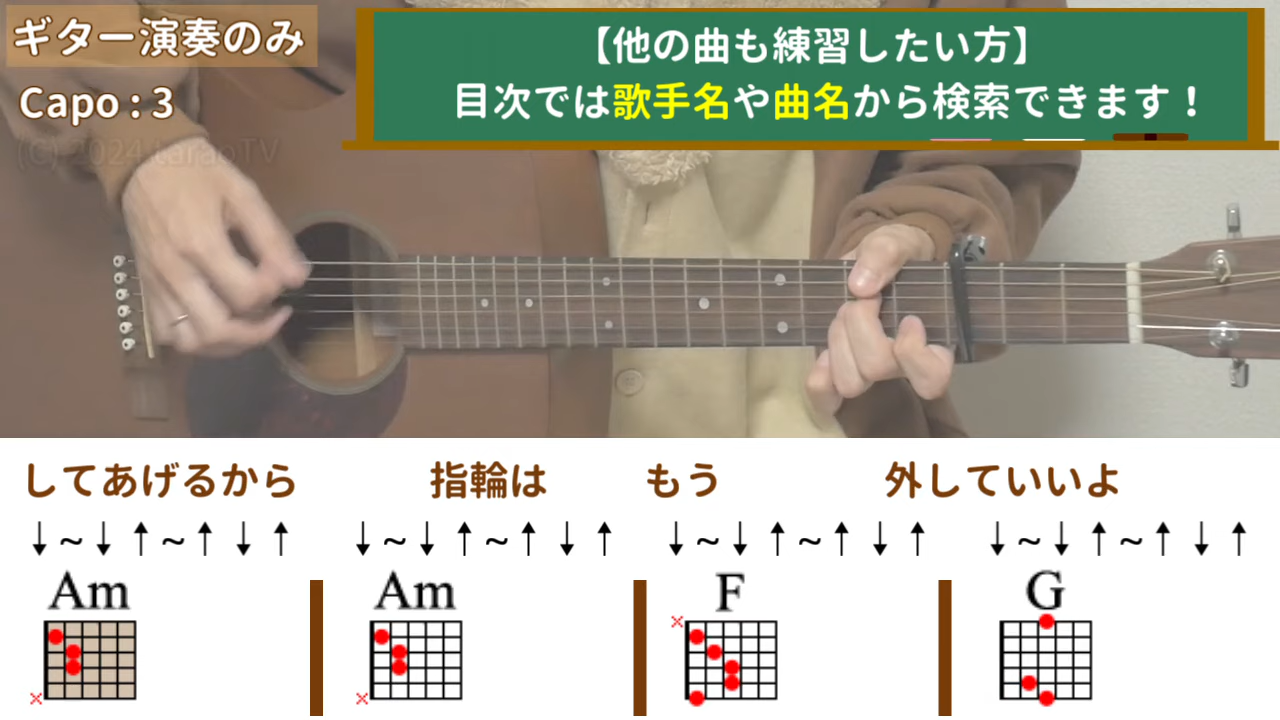 ギター演奏のみ
Capo : 3
(C) 2024 taraoTV
【他の曲も練習したい方】
目次では歌手名や曲名から検索できます！
してあげるから 指輪は もう 外していいよ
↓ ~ ↓ ↑ ~ ↑ ↓ ↑ ↓ ~ ↓ ↑ ~ ↑ ↓ ↑ ↓ ~ ↓ ↑ ~ ↑ ↓ ↑ ↓ ~ ↓ ↑ ~ ↑ ↓ ↑
Am Am F G